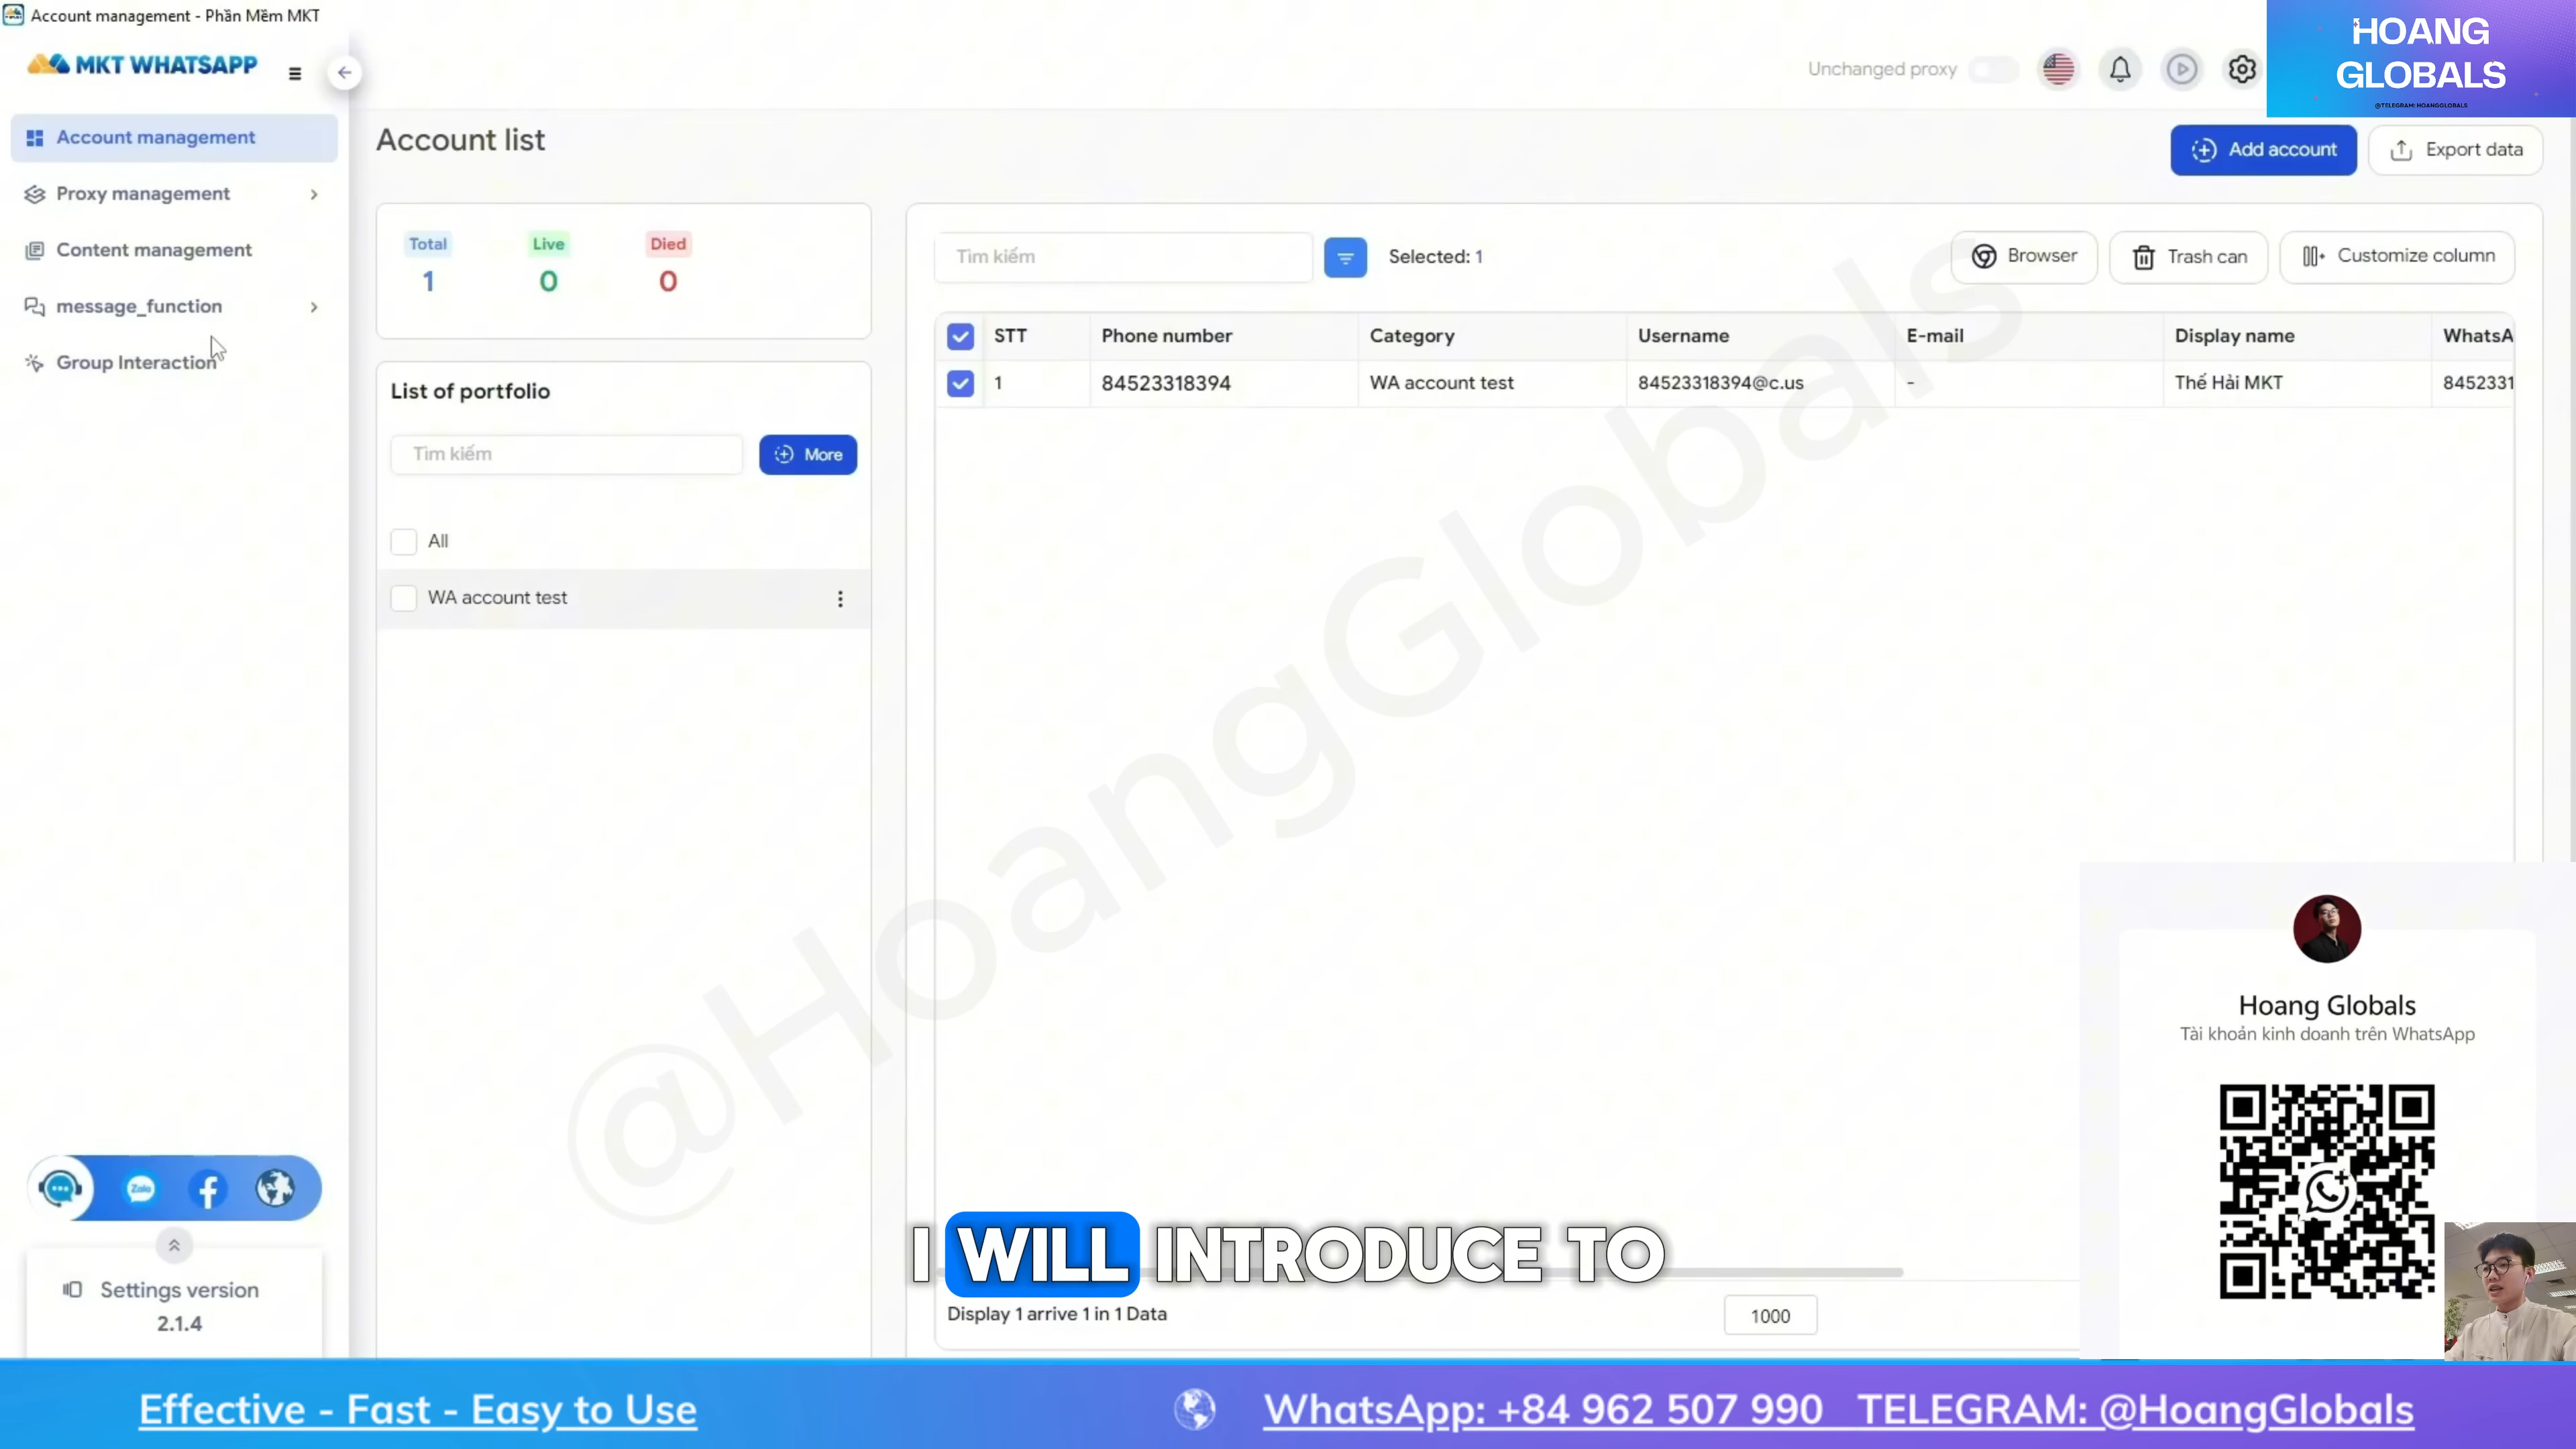 Account management - Phần Mềm MKT
HOANG
GLOBALS
@TELEGRAM: HOANGGLOBALS
MKT WHATSAPP
Unchanged proxy
Account management
Proxy management
Content management
message_function
Group Interaction
Account list
Add account
Export data
Total
Live
Died
1
0
0
Tìm kiếm
Selected: 1
Browser
Trash can
Customize column
STT
Phone number
Category
Username
E-mail
Display name
WhatsA
1
84523318394
WA account test
84523318394@c.us
-
Thế Hải MKT
8452331
List of portfolio
Tìm kiếm
More
All
WA account test
@HoangGlobals
Hoang Globals
Tài khoản kinh doanh trên WhatsApp
Zalo
Settings version
2.1.4
I WILL INTRODUCE TO
Display 1 arrive 1 in 1 Data
1000
Effective - Fast - Easy to Use
WhatsApp: +84 962 507 990 TELEGRAM: @HoangGlobals